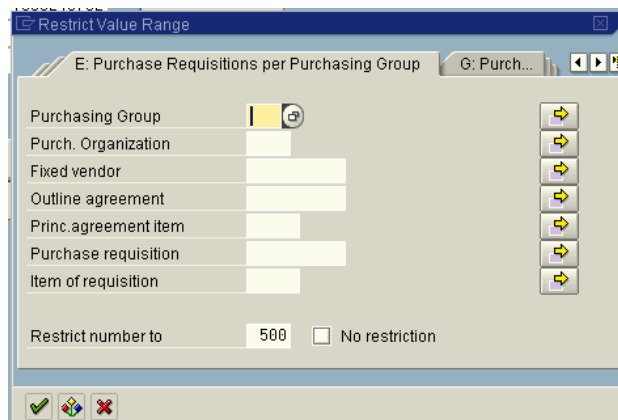 Restrict Value Range
E: Purchase Requisitions per Purchasing Group G: Purch...
Purchasing Group
Purch. Organization
Fixed vendor
Outline agreement
Princ.agreement item
Purchase requisition
Item of requisition
Restrict number to 500 No restriction